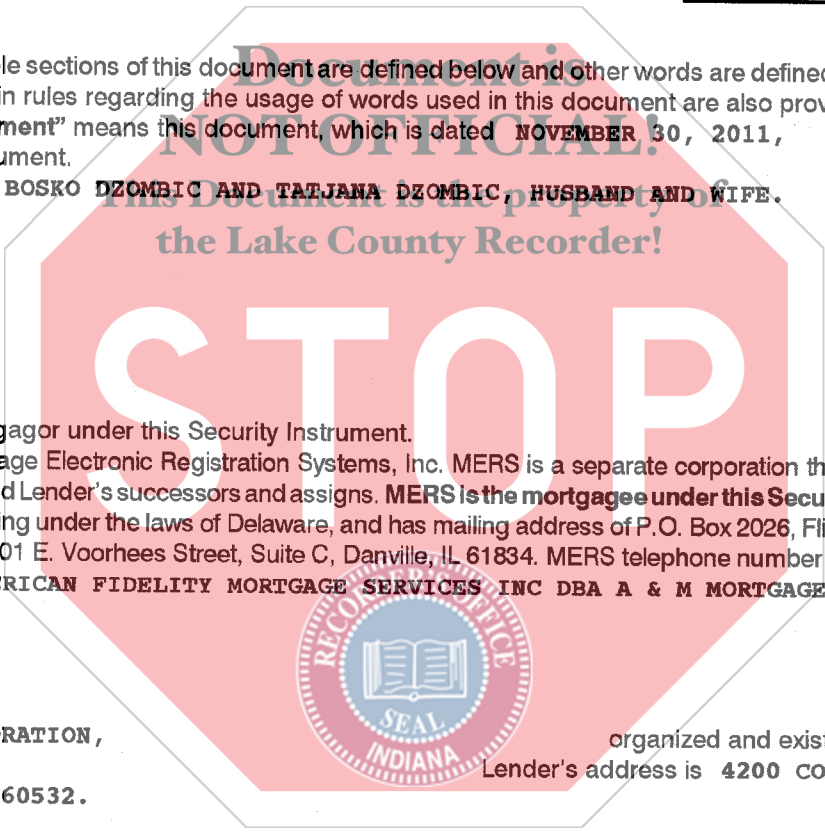 le sections of this document are defined below and other words are defined
Document is
in rules regarding the usage of words used in this document are also prov
ment" means this document, which is dated NOVEMBER 30, 2011,
NOT OFFICIAL!
ument.
BOSKO DZOMBIC AND TATJANA DZOMBIC, HUSBAND AND WIFE.
This Document is the property of
the Lake County Recorder!
STOP
gagor under this Security Instrument.
age Electronic Registration Systems, Inc. MERS is a separate corporation th
d Lender's successors and assigns. MERS is the mortgagee under this Secu
ing under the laws of Delaware, and has mailing address of P.O. Box 2026, Fli
01 E. Voorhees Street, Suite C, Danville, IL 61834. MERS telephone number
RICAN FIDELITY MORTGAGE SERVICES INC DBA A & M MORTGAGE
RECORDER'S OFFICE
SEAL
INDIANA
RATION,
organized and exist
Lender's address is 4200 CO
60532.